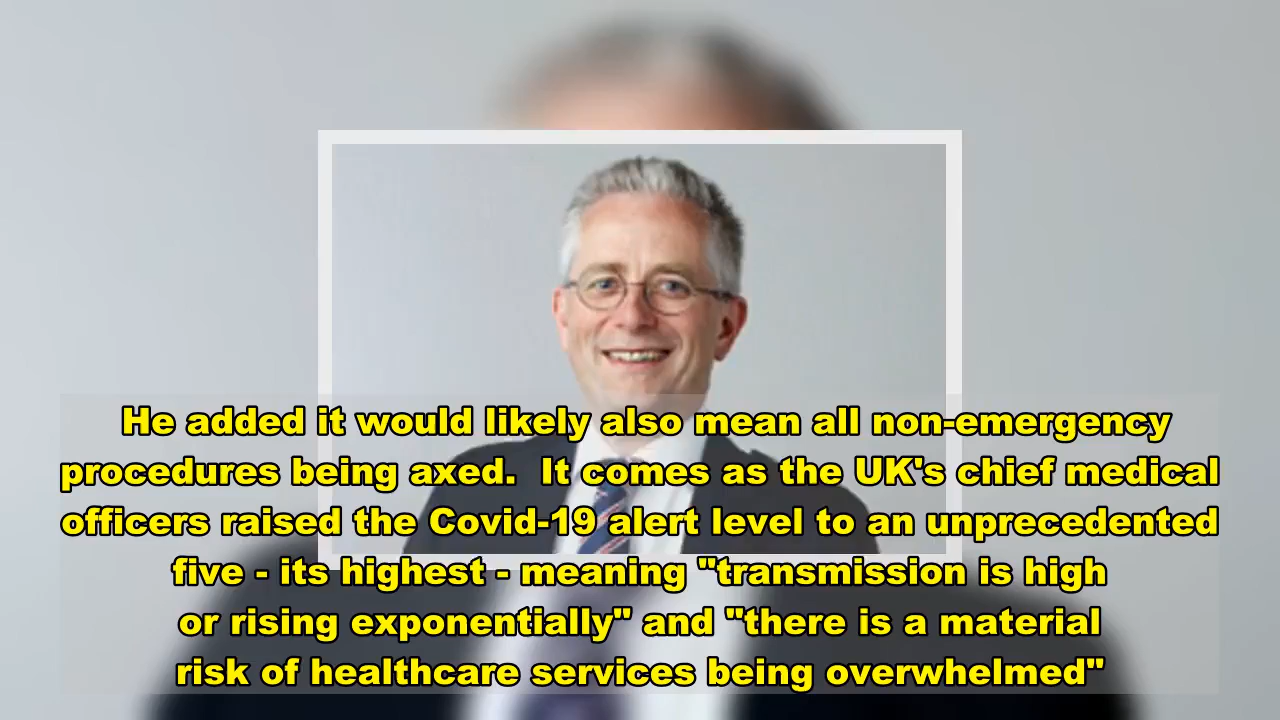 He added it would likely also mean all non-emergency
procedures being axed.  It comes as the UK's chief medical
officers raised the Covid-19 alert level to an unprecedented
five - its highest - meaning "transmission is high
or rising exponentially" and "there is a material
risk of healthcare services being overwhelmed"